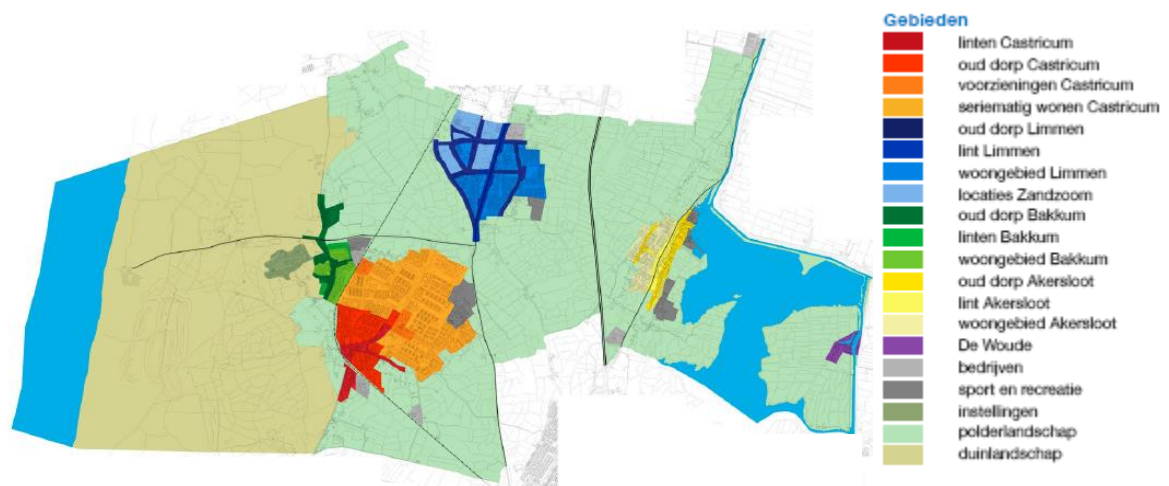 Gebieden
linten Castricum
oud dorp Castricum
voorzieningen Castricum
seriematig wonen Castricum
oud dorp Limmen
lint Limmen
woongebied Limmen
locaties Zandzoom
oud dorp Bakkum
linten Bakkum
woongebied Bakkum
oud dorp Akersloot
lint Akersloot
woongebied Akersloot
De Woude
bedrijven
sport en recreatie
instellingen
polderlandschap
duinlandschap